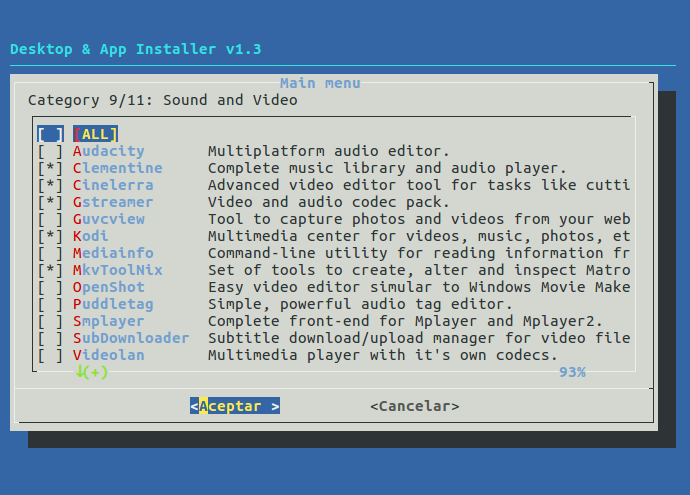 Desktop & App Installer v1.3
Main menu
Category 9/11: Sound and Video
[ ] [ALL]
[ ] Audacity Multiplatform audio editor.
[*] Clementine Complete music library and audio player.
[*] Cinelerra Advanced video editor tool for tasks like cutti
[*] Gstreamer Video and audio codec pack.
[ ] Guvcview Tool to capture photos and videos from your web
[*] Kodi Multimedia center for videos, music, photos, et
[ ] Mediainfo Command-line utility for reading information fr
[*] MkvToolNix Set of tools to create, alter and inspect Matro
[ ] OpenShot Easy video editor simular to Windows Movie Make
[ ] Puddletag Simple, powerful audio tag editor.
[ ] Smplayer Complete front-end for Mplayer and Mplayer2.
[ ] SubDownloader Subtitle download/upload manager for video file
[ ] Videolan Multimedia player with it's own codecs.
↓(+) 93%
<Aceptar > <Cancelar>